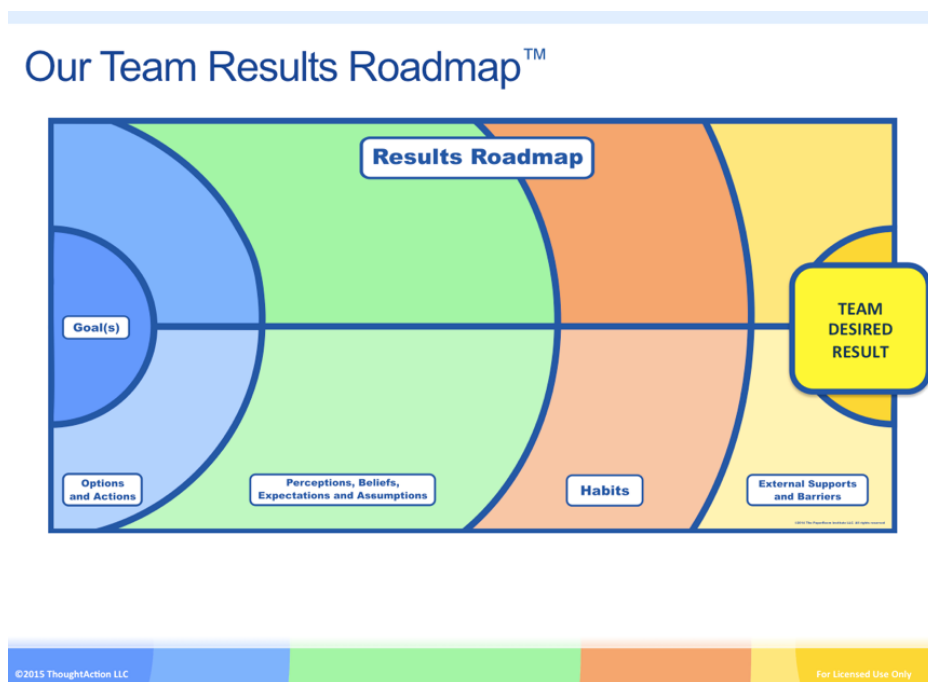 Our Team Results Roadmap™
Results Roadmap
Goal(s)
TEAM
DESIRED
RESULT
Options
and Actions
Perceptions, Beliefs,
Expectations and Assumptions
Habits
External Supports
and Barriers
©2015 ThoughtAction LLC
For Licensed Use Only